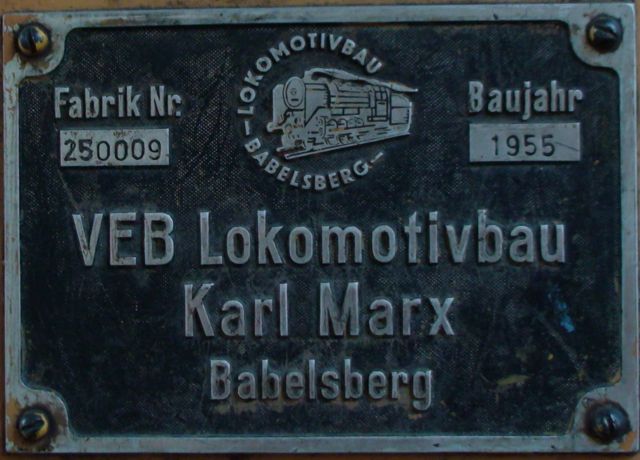 LOKOMOTIVBAU
BABELSBERG
Fabrik Nr.
250009
Baujahr
1955
VEB Lokomotivbau
Karl Marx
Babelsberg